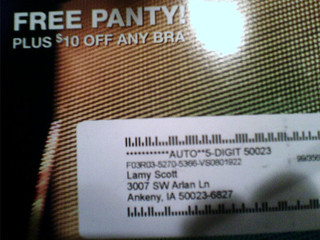 FREE PANTY!
PLUS $10 OFF ANY BRA
***********AUTO**5-DIGIT 50023
F03R03-5270-5366-VS0801922
Lamy Scott
3007 SW Arlan Ln
Ankeny, IA 50023-6827